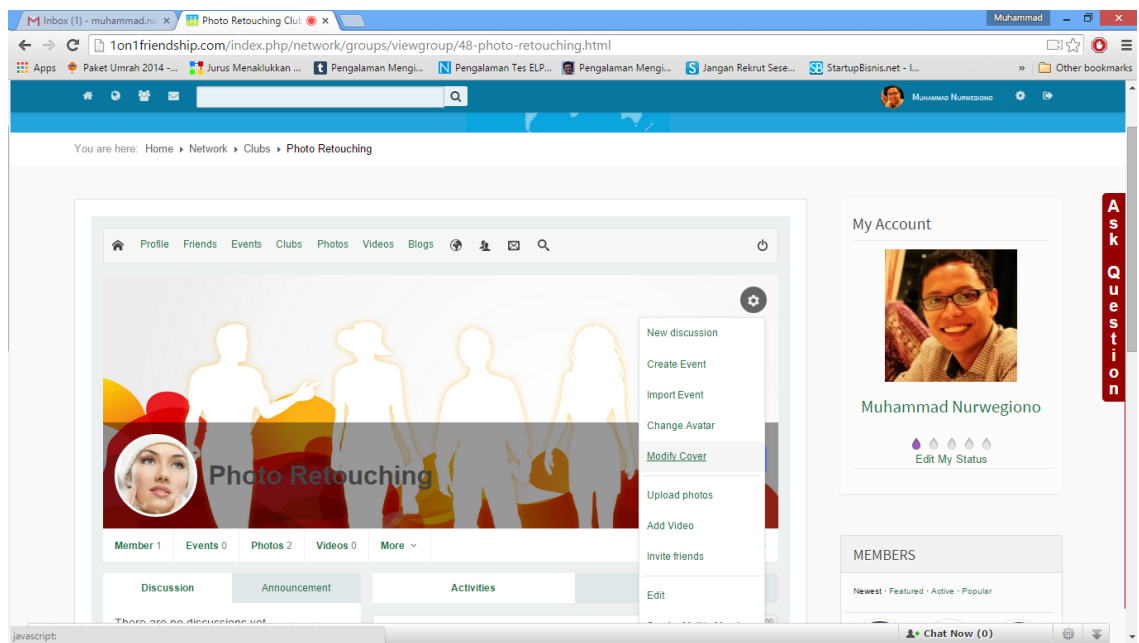 Inbox (1) - muhammad.nu
Photo Retouching Club
Muhammad
1on1friendship.com/index.php/network/groups/viewgroup/48-photo-retouching.html
Apps
Paket Umrah 2014 -...
Jurus Menaklukkan ...
Pengalaman Mengi...
Pengalaman Tes ELP...
Pengalaman Mengi...
Jangan Rekrut Sese...
StartupBisnis.net - I...
»
Other bookmarks
Muhammad Nurwegiono
You are here: Home Network Clubs Photo Retouching
Profile Friends Events Clubs Photos Videos Blogs
New discussion
Create Event
Import Event
Change Avatar
Modify Cover
Upload photos
Add Video
Invite friends
Edit
Photo Retouching
Member 1 Events 0 Photos 2 Videos 0 More
Discussion Announcement Activities
There are no discussions yet
My Account
Muhammad Nurwegiono
Edit My Status
MEMBERS
Newest · Featured · Active · Popular
Ask Question
javascript:
Chat Now (0)